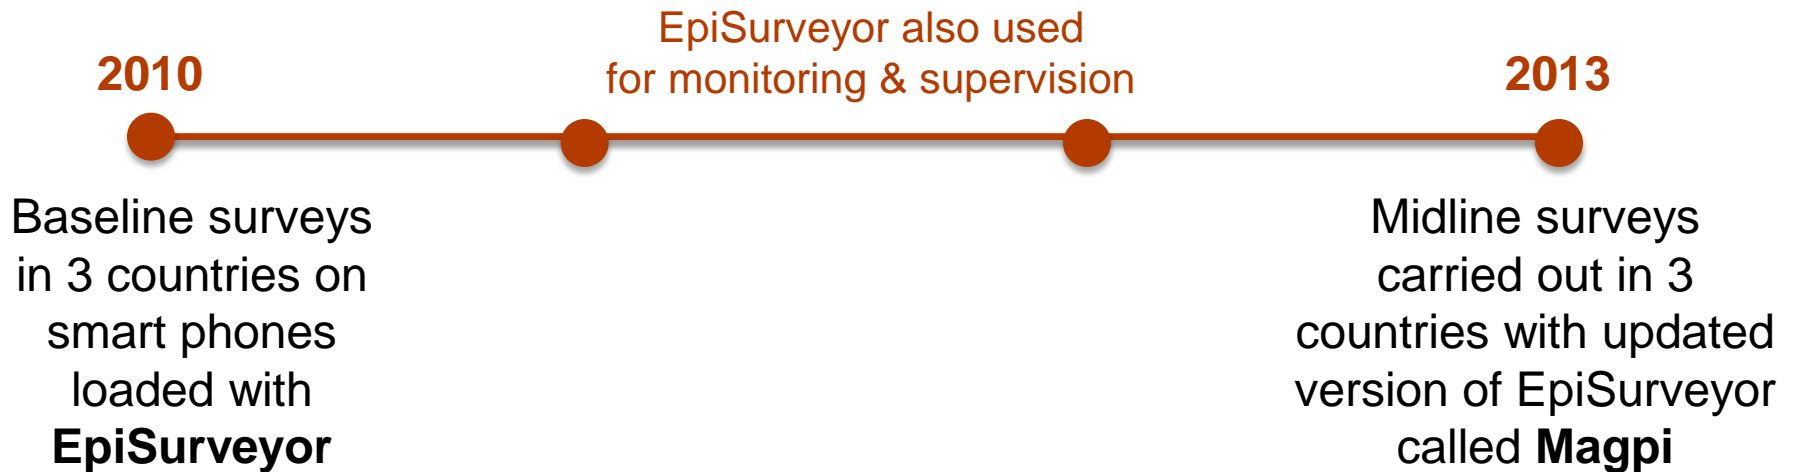 2010
EpiSurveyor also used
for monitoring & supervision
2013
Baseline surveys
in 3 countries on
smart phones
loaded with
EpiSurveyor
Midline surveys
carried out in 3
countries with updated
version of EpiSurveyor
called Magpi